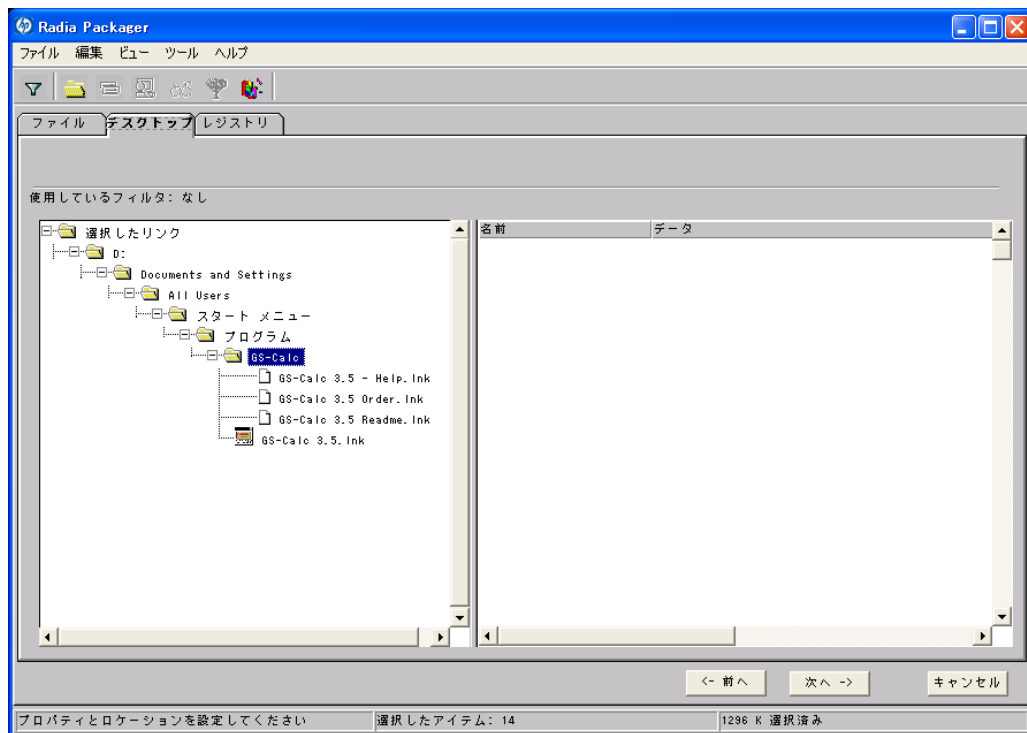 Radia Packager
ファイル 編集 ビュー ツール ヘルプ
ファイル デスクトップ レジストリ
使用しているフィルタ: なし
選択したリンク
D:
Documents and Settings
All Users
スタート メニュー
プログラム
GS-Calc
GS-Calc 3.5 - Help.lnk
GS-Calc 3.5 Order.lnk
GS-Calc 3.5 Readme.lnk
GS-Calc 3.5.lnk
名前 データ
<- 前へ 次へ -> キャンセル
プロパティとロケーションを設定してください 選択したアイテム: 14 1296 K 選択済み